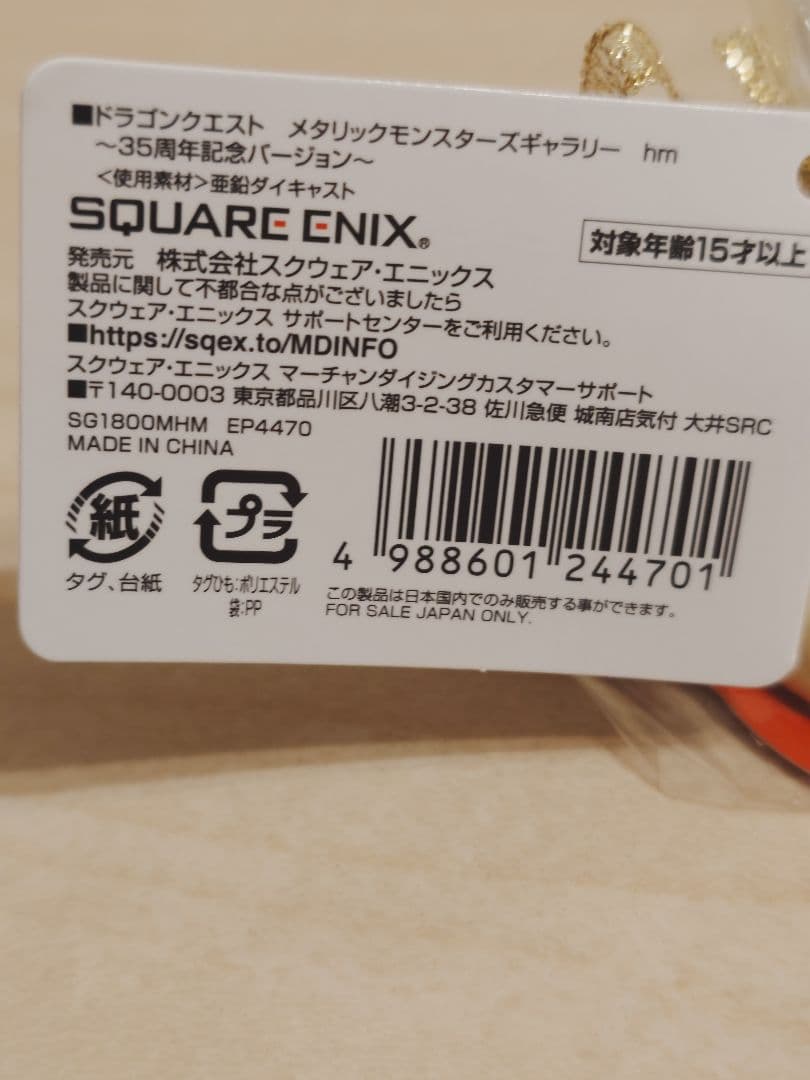 ■ドラゴンクエスト　メタリックモンスターズギャラリー　hm
～35周年記念バージョン～
＜使用素材＞亜鉛ダイキャスト
SQUARE ENIX®
対象年齢15才以上
発売元　株式会社スクウェア・エニックス
製品に関して不都合な点がございましたら
スクウェア・エニックス サポートセンターをご利用ください。
■https://sqex.to/MDINFO
スクウェア・エニックス マーチャンダイジングカスタマーサポート
■〒140-0003 東京都品川区八潮3-2-38 佐川急便 城南店気付 大井SRC
SG1800MHM　EP4470
MADE IN CHINA
紙
タグ、台紙
プラ
タグひも:ポリエステル
袋:PP
4 988601 244701
この製品は日本国内でのみ販売する事ができます。
FOR SALE JAPAN ONLY.